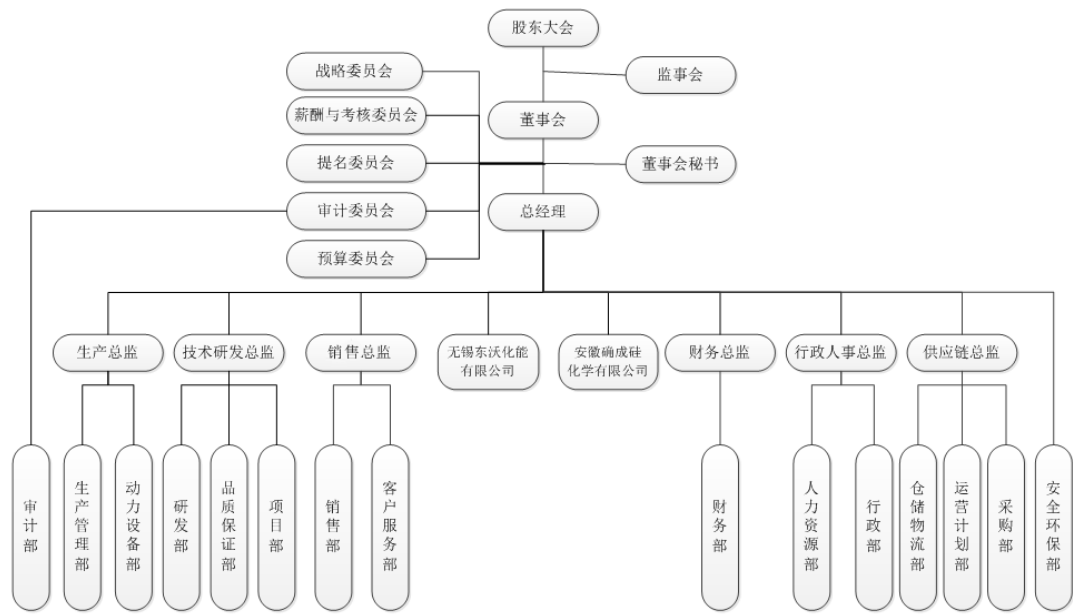 股东大会
战略委员会
监事会
薪酬与考核委员会
董事会
提名委员会
董事会秘书
审计委员会
总经理
预算委员会
生产总监
技术研发总监
销售总监
无锡东沃化能
有限公司
安徽确成硅
化学有限公司
财务总监
行政人事总监
供应链总监
审计部
生产管理部
动力设备部
研发部
品质保证部
项目部
销售部
客户服务部
财务部
人力资源部
行政部
仓储物流部
运营计划部
采购部
安全环保部